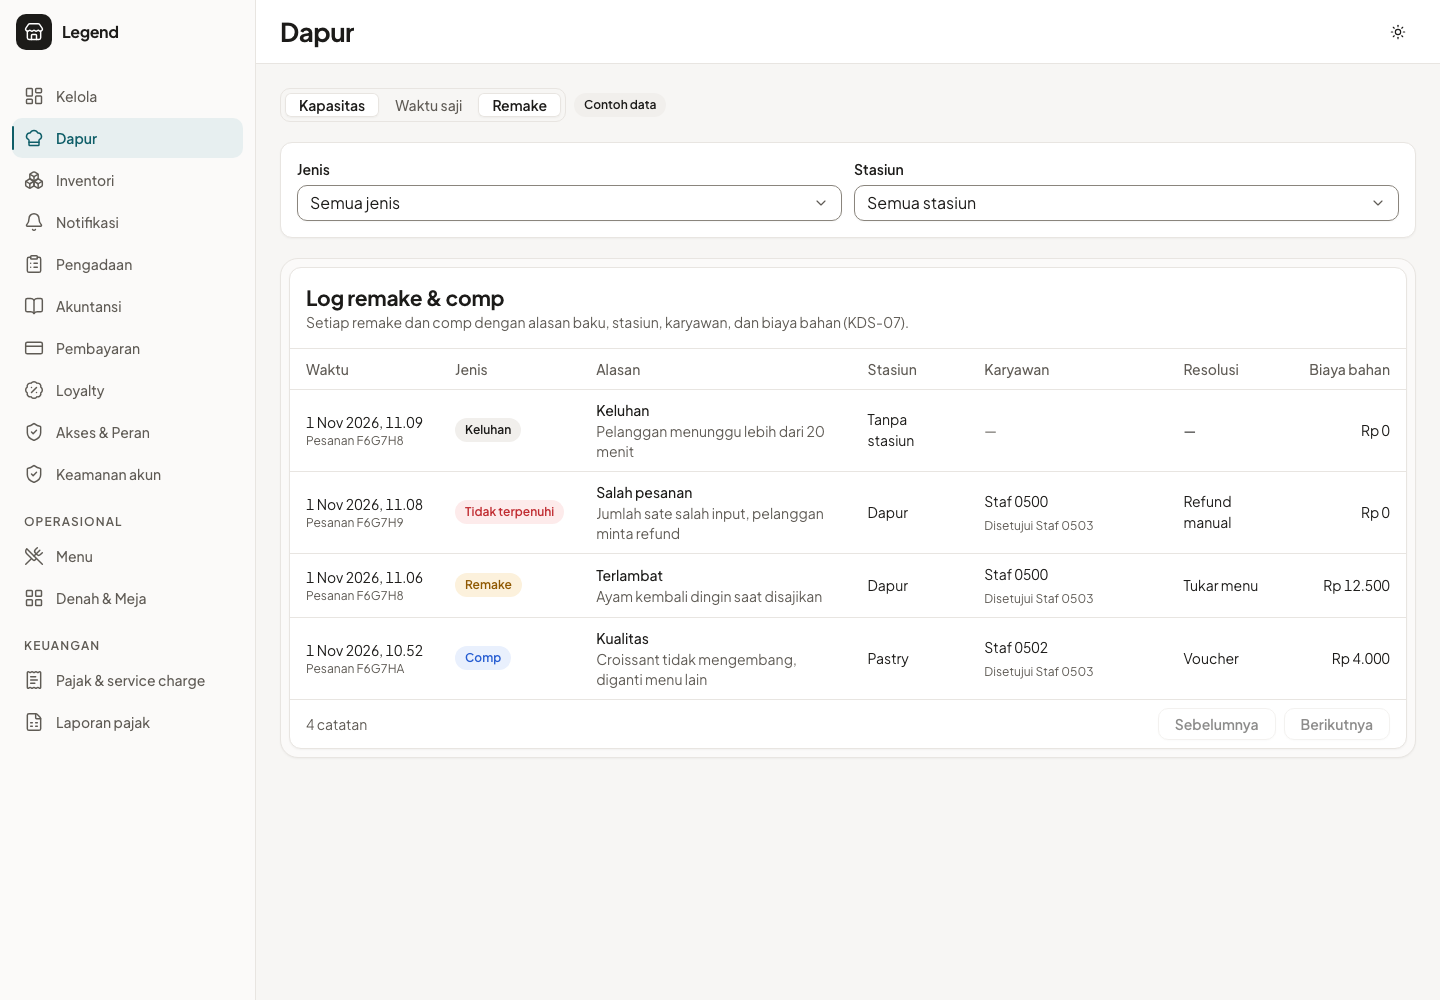 Legend
Kelola
Dapur
Inventori
Notifikasi
Pengadaan
Akuntansi
Pembayaran
Loyalty
Akses & Peran
Keamanan akun
OPERASIONAL
Menu
Denah & Meja
KEUANGAN
Pajak & service charge
Laporan pajak
Dapur
Kapasitas Waktu saji Remake Contoh data
Jenis Stasiun
Semua jenis Semua stasiun
Log remake & comp
Setiap remake dan comp dengan alasan baku, stasiun, karyawan, dan biaya bahan (KDS-07).
Waktu Jenis Alasan Stasiun Karyawan Resolusi Biaya bahan
1 Nov 2026, 11.09
Pesanan F6G7H8
Keluhan
Keluhan
Pelanggan menunggu lebih dari 20
menit
Tanpa
stasiun
—
—
Rp 0
1 Nov 2026, 11.08
Pesanan F6G7H9
Tidak terpenuhi
Salah pesanan
Jumlah sate salah input, pelanggan
minta refund
Dapur
Staf 0500
Disetujui Staf 0503
Refund
manual
Rp 0
1 Nov 2026, 11.06
Pesanan F6G7H8
Remake
Terlambat
Ayam kembali dingin saat disajikan
Dapur
Staf 0500
Disetujui Staf 0503
Tukar menu
Rp 12.500
1 Nov 2026, 10.52
Pesanan F6G7HA
Comp
Kualitas
Croissant tidak mengembang,
diganti menu lain
Pastry
Staf 0502
Disetujui Staf 0503
Voucher
Rp 4.000
4 catatan
Sebelumnya Berikutnya